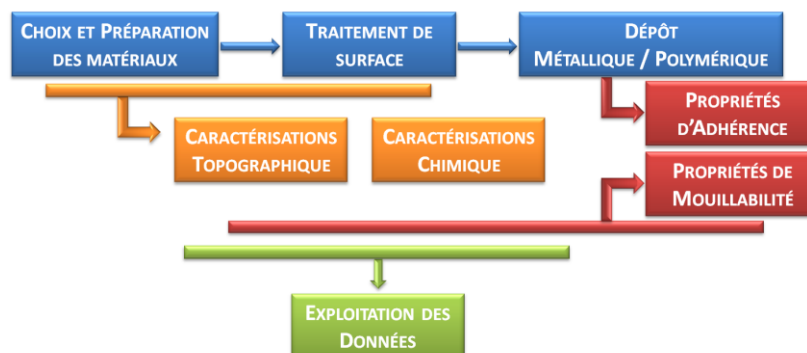 Choix et Préparation
des matériaux
Traitement de
surface
Dépôt
Métallique / Polymérique
Propriétés
d'Adhérence
Caractérisations
Topographique
Caractérisations
Chimique
Propriétés de
Mouillabilité
Exploitation des
Données